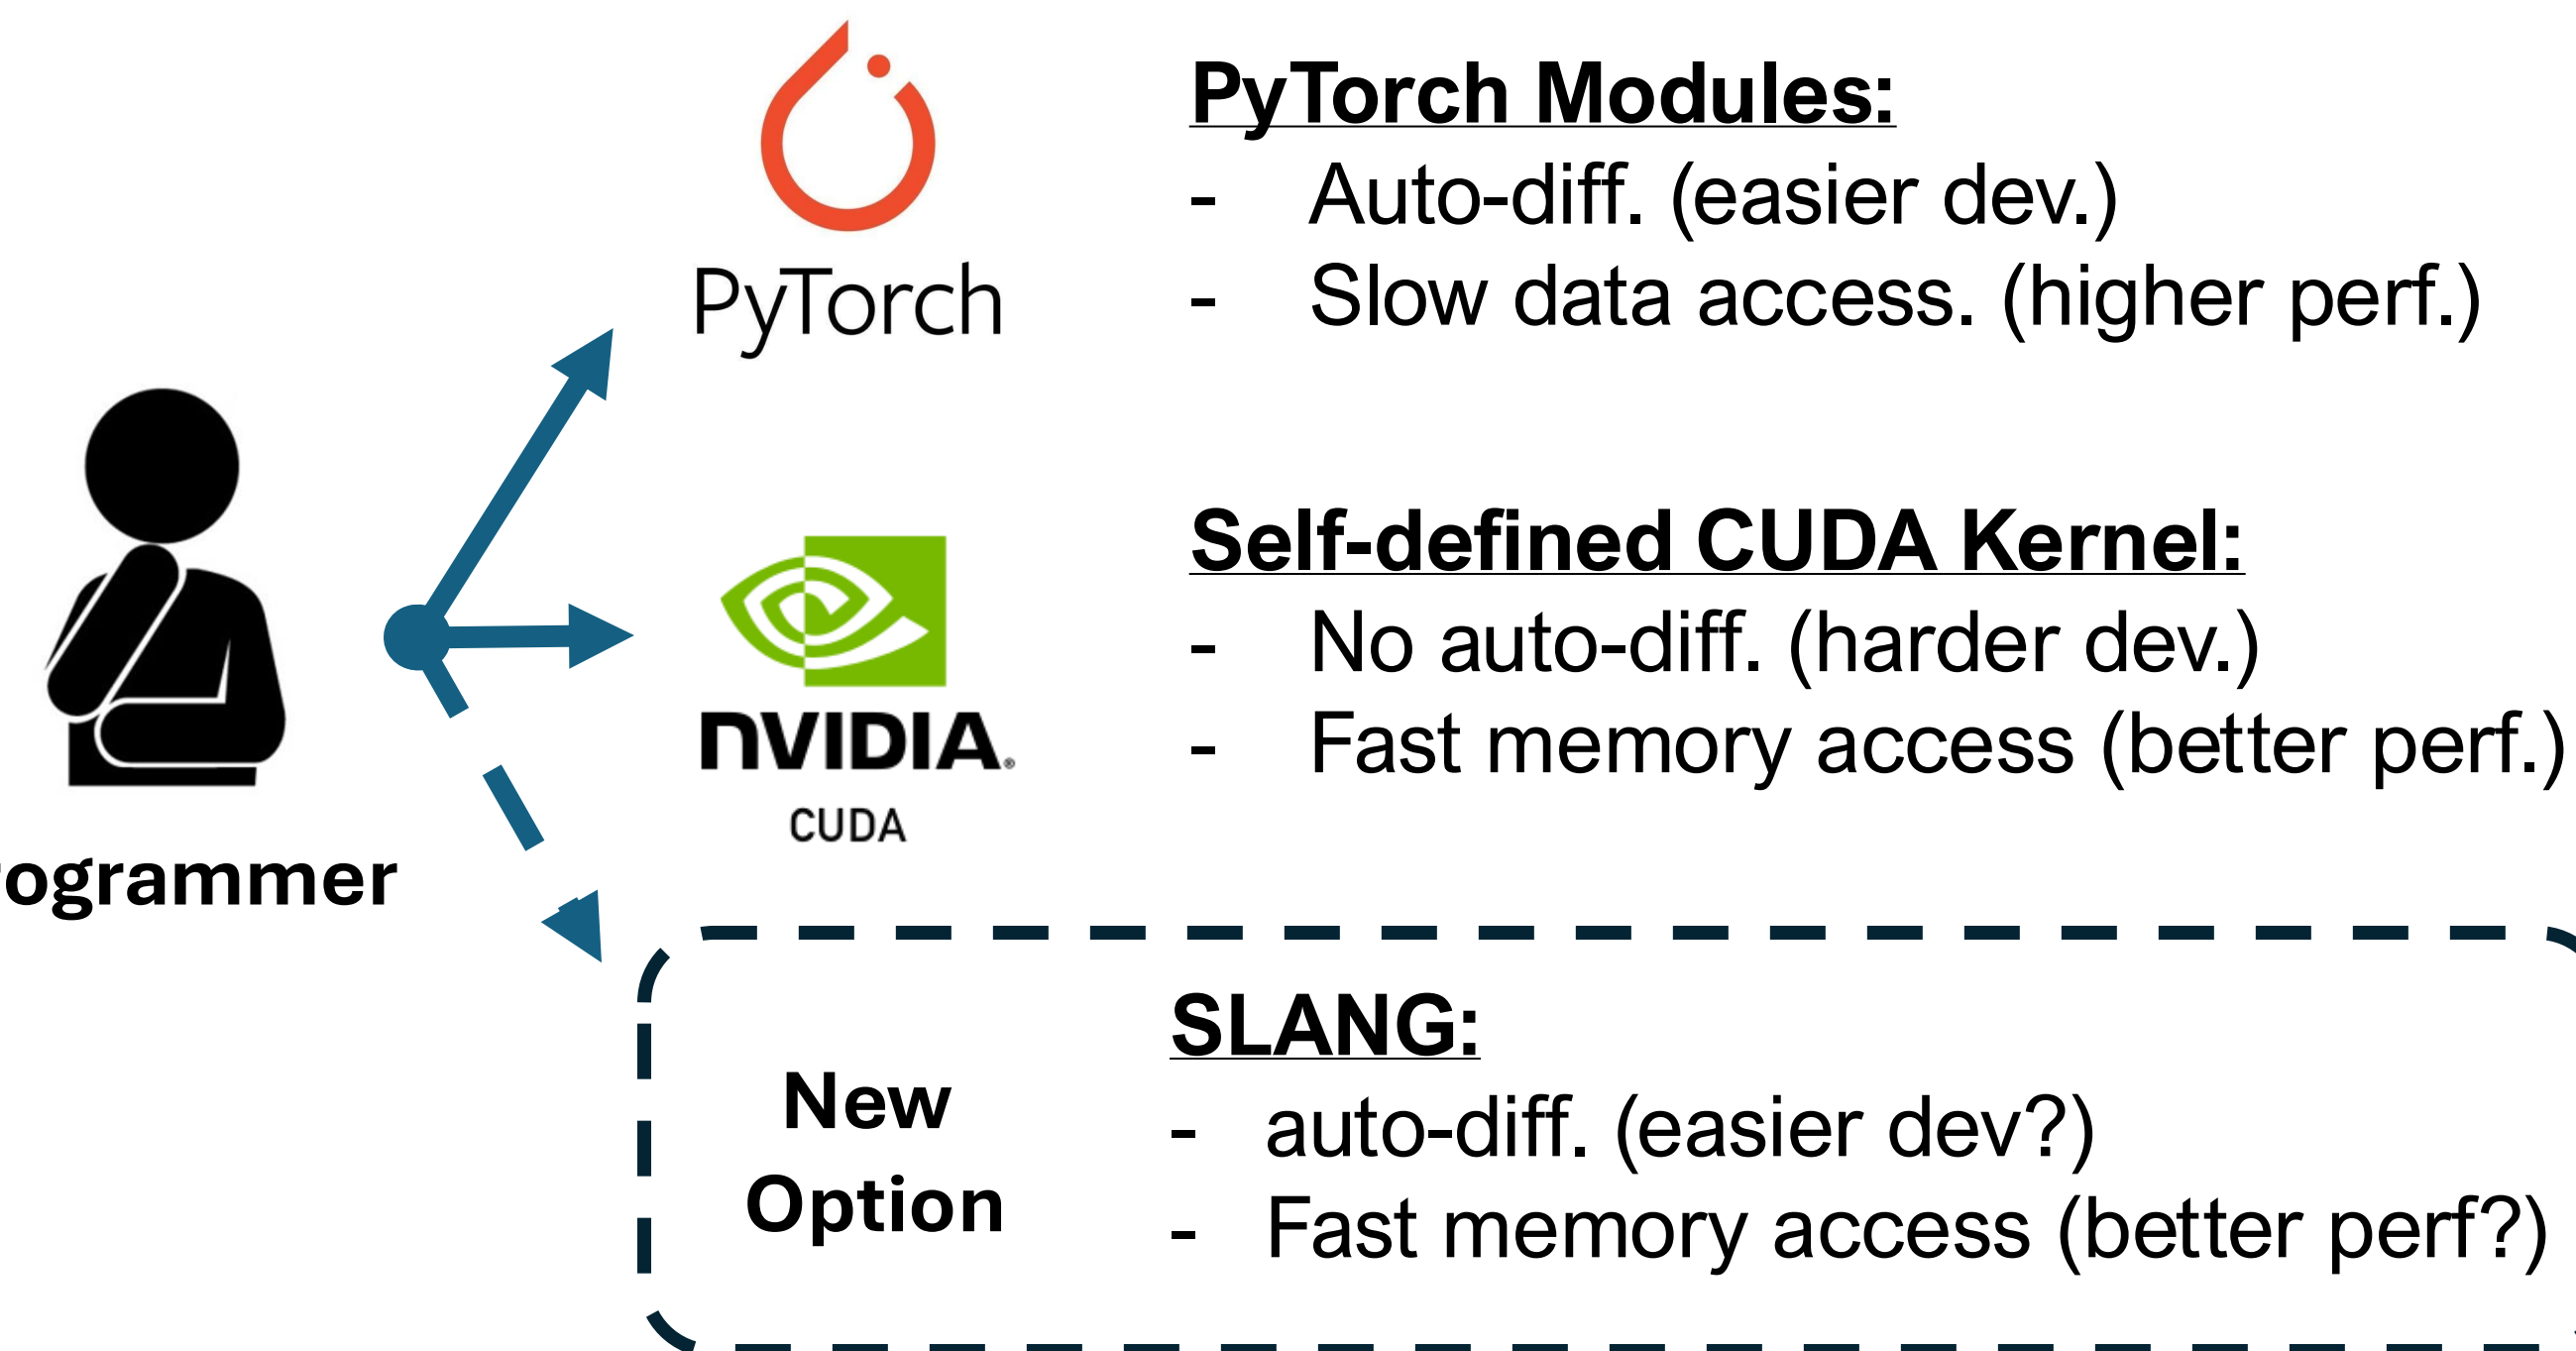 PyTorch
PyTorch Modules:
- Auto-diff. (easier dev.)
- Slow data access. (higher perf.)
NVIDIA.
CUDA
Self-defined CUDA Kernel:
- No auto-diff. (harder dev.)
- Fast memory access (better perf.)
rogrammer
New
Option
SLANG:
- auto-diff. (easier dev?)
- Fast memory access (better perf?)